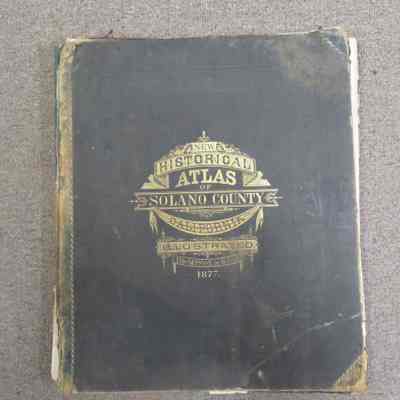 NEW
HISTORICAL
ATLAS
OF
SOLANO COUNTY
CALIFORNIA
ILLUSTRATED
1877.